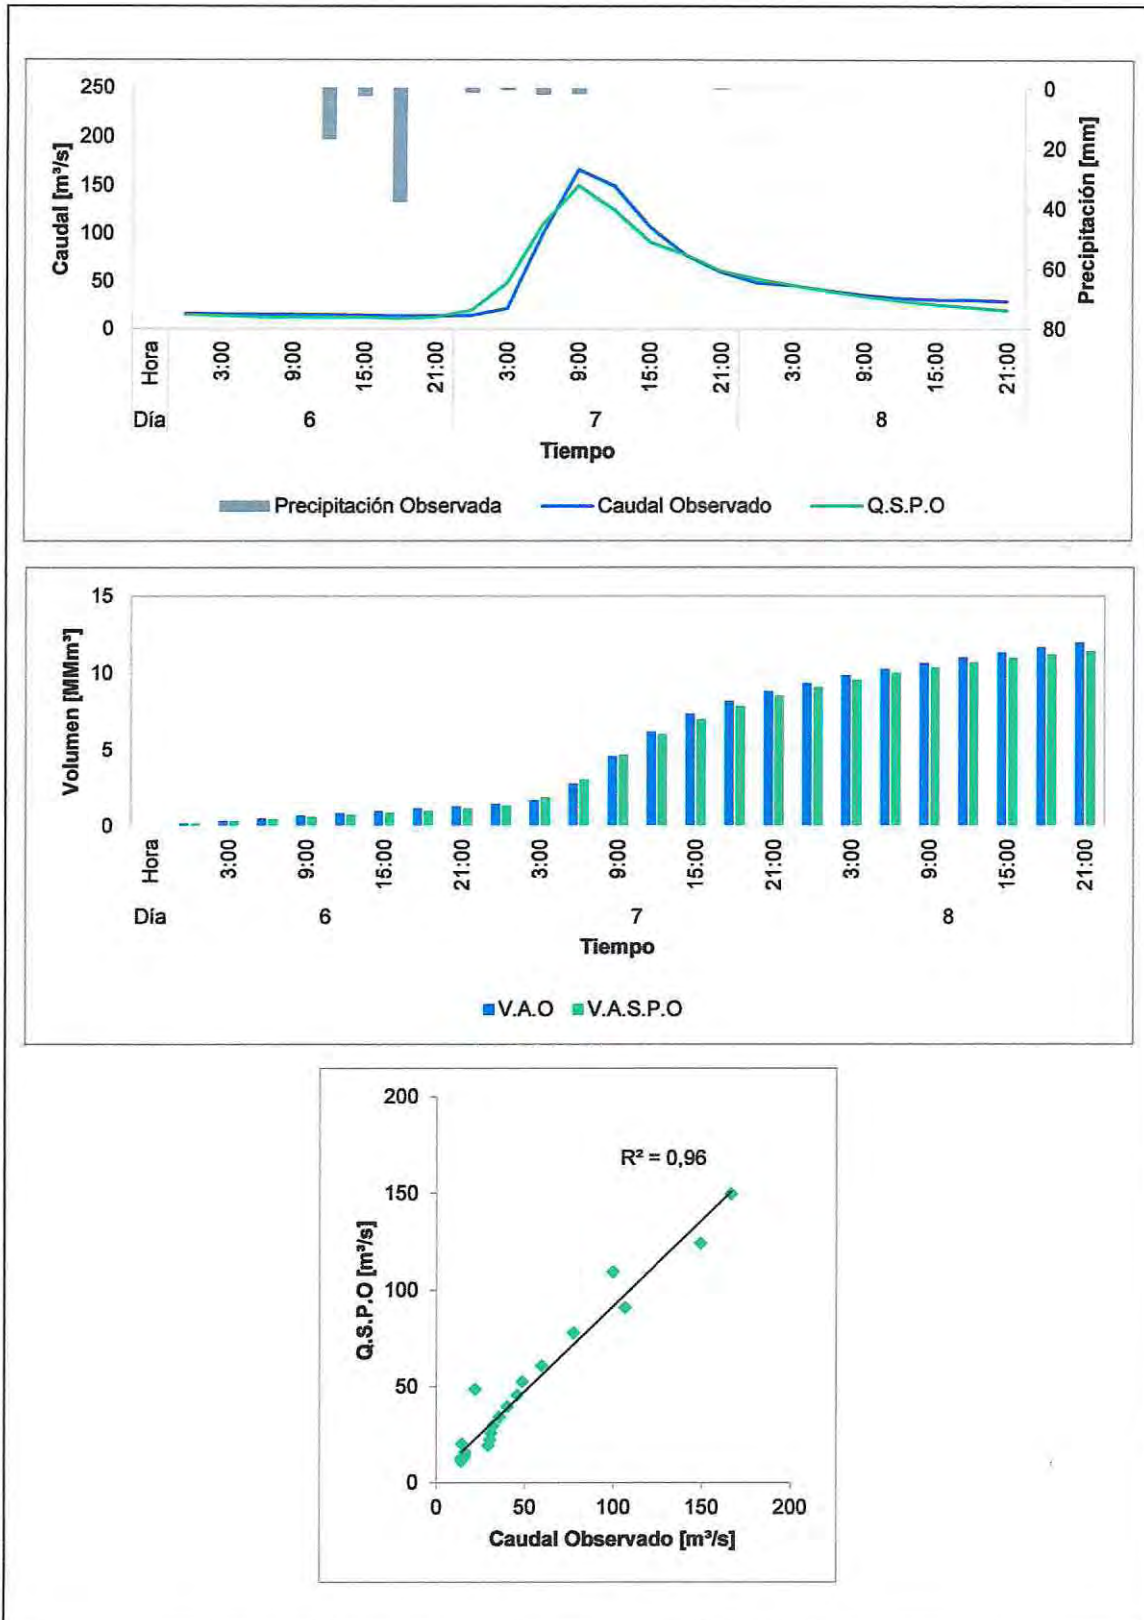 250
200
150
100
50
0
Caudal [m³/s]
0
20
40
60
80
Precipitación [mm]
Hora 3:00 9:00 15:00 21:00 3:00 9:00 15:00 21:00 3:00 9:00 15:00 21:00
Día 6 7 8
Tiempo
Precipitación Observada Caudal Observado Q.S.P.O
15
10
5
0
Volumen [MMm³]
Hora 3:00 9:00 15:00 21:00 3:00 9:00 15:00 21:00 3:00 9:00 15:00 21:00
Día 6 7 8
Tiempo
V.A.O V.A.S.P.O
200
150
100
50
0
Q.S.P.O [m³/s]
R² = 0,96
0 50 100 150 200
Caudal Observado [m³/s]